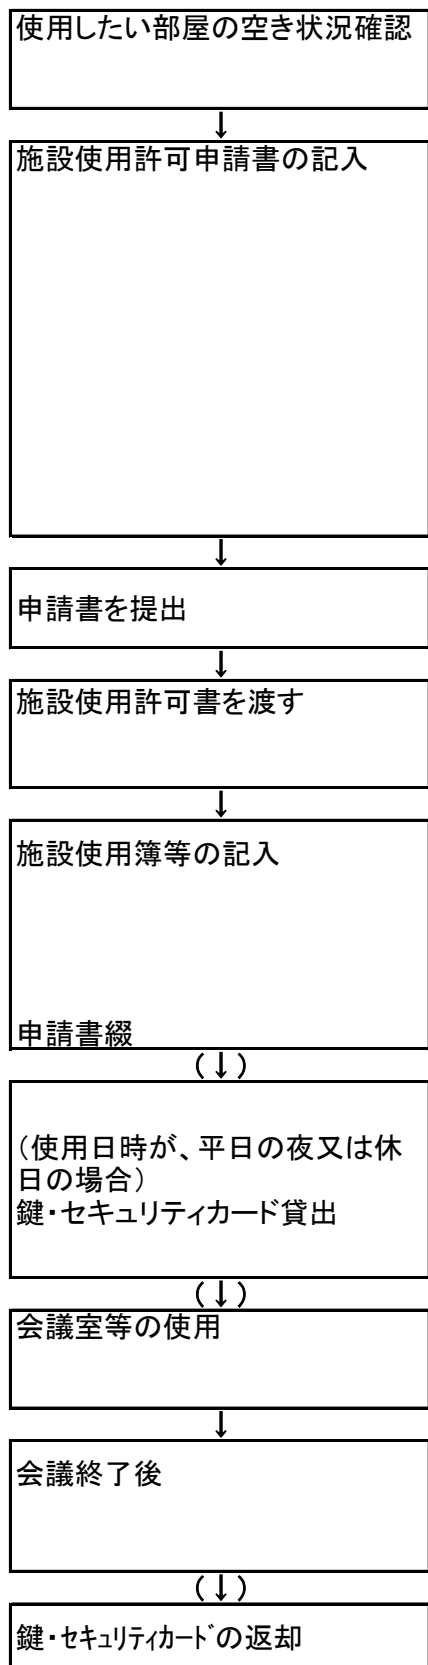 使用したい部屋の空き状況確認
↓
施設使用許可申請書の記入
↓
申請書を提出
↓
施設使用許可書を渡す
↓
施設使用簿等の記入
申請書綴
(↓)
(使用日時が、平日の夜又は休
日の場合)
鍵・セキュリティカード貸出
(↓)
会議室等の使用
↓
会議終了後
(↓)
鍵・ｾｷｭﾘﾃｨｶｰﾄﾞの返却